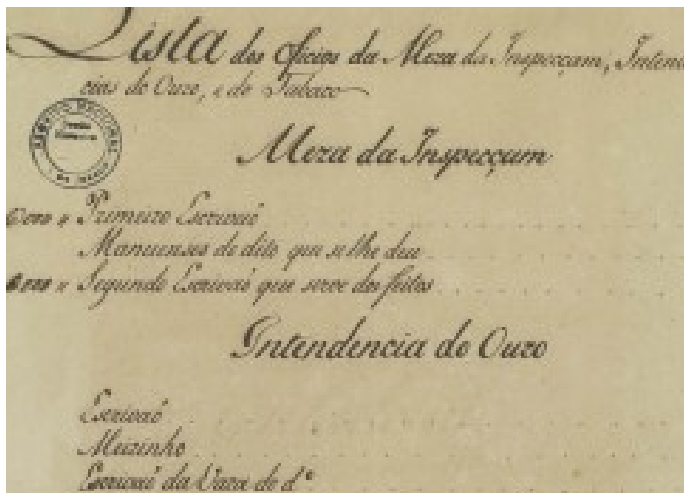 Lista dos Officios da Meza da Inspecçam, Inten
cias do Ouro, e do Tabaco
Meza da Inspecçam
Primeiro Escrivaõ
Manuenses do dito que se lhe deu
Segundo Escrivaõ que serve dos feitos
Intendencia do Ouro
Escrivaõ
Meirinho
Escrivaõ da Vara do dº